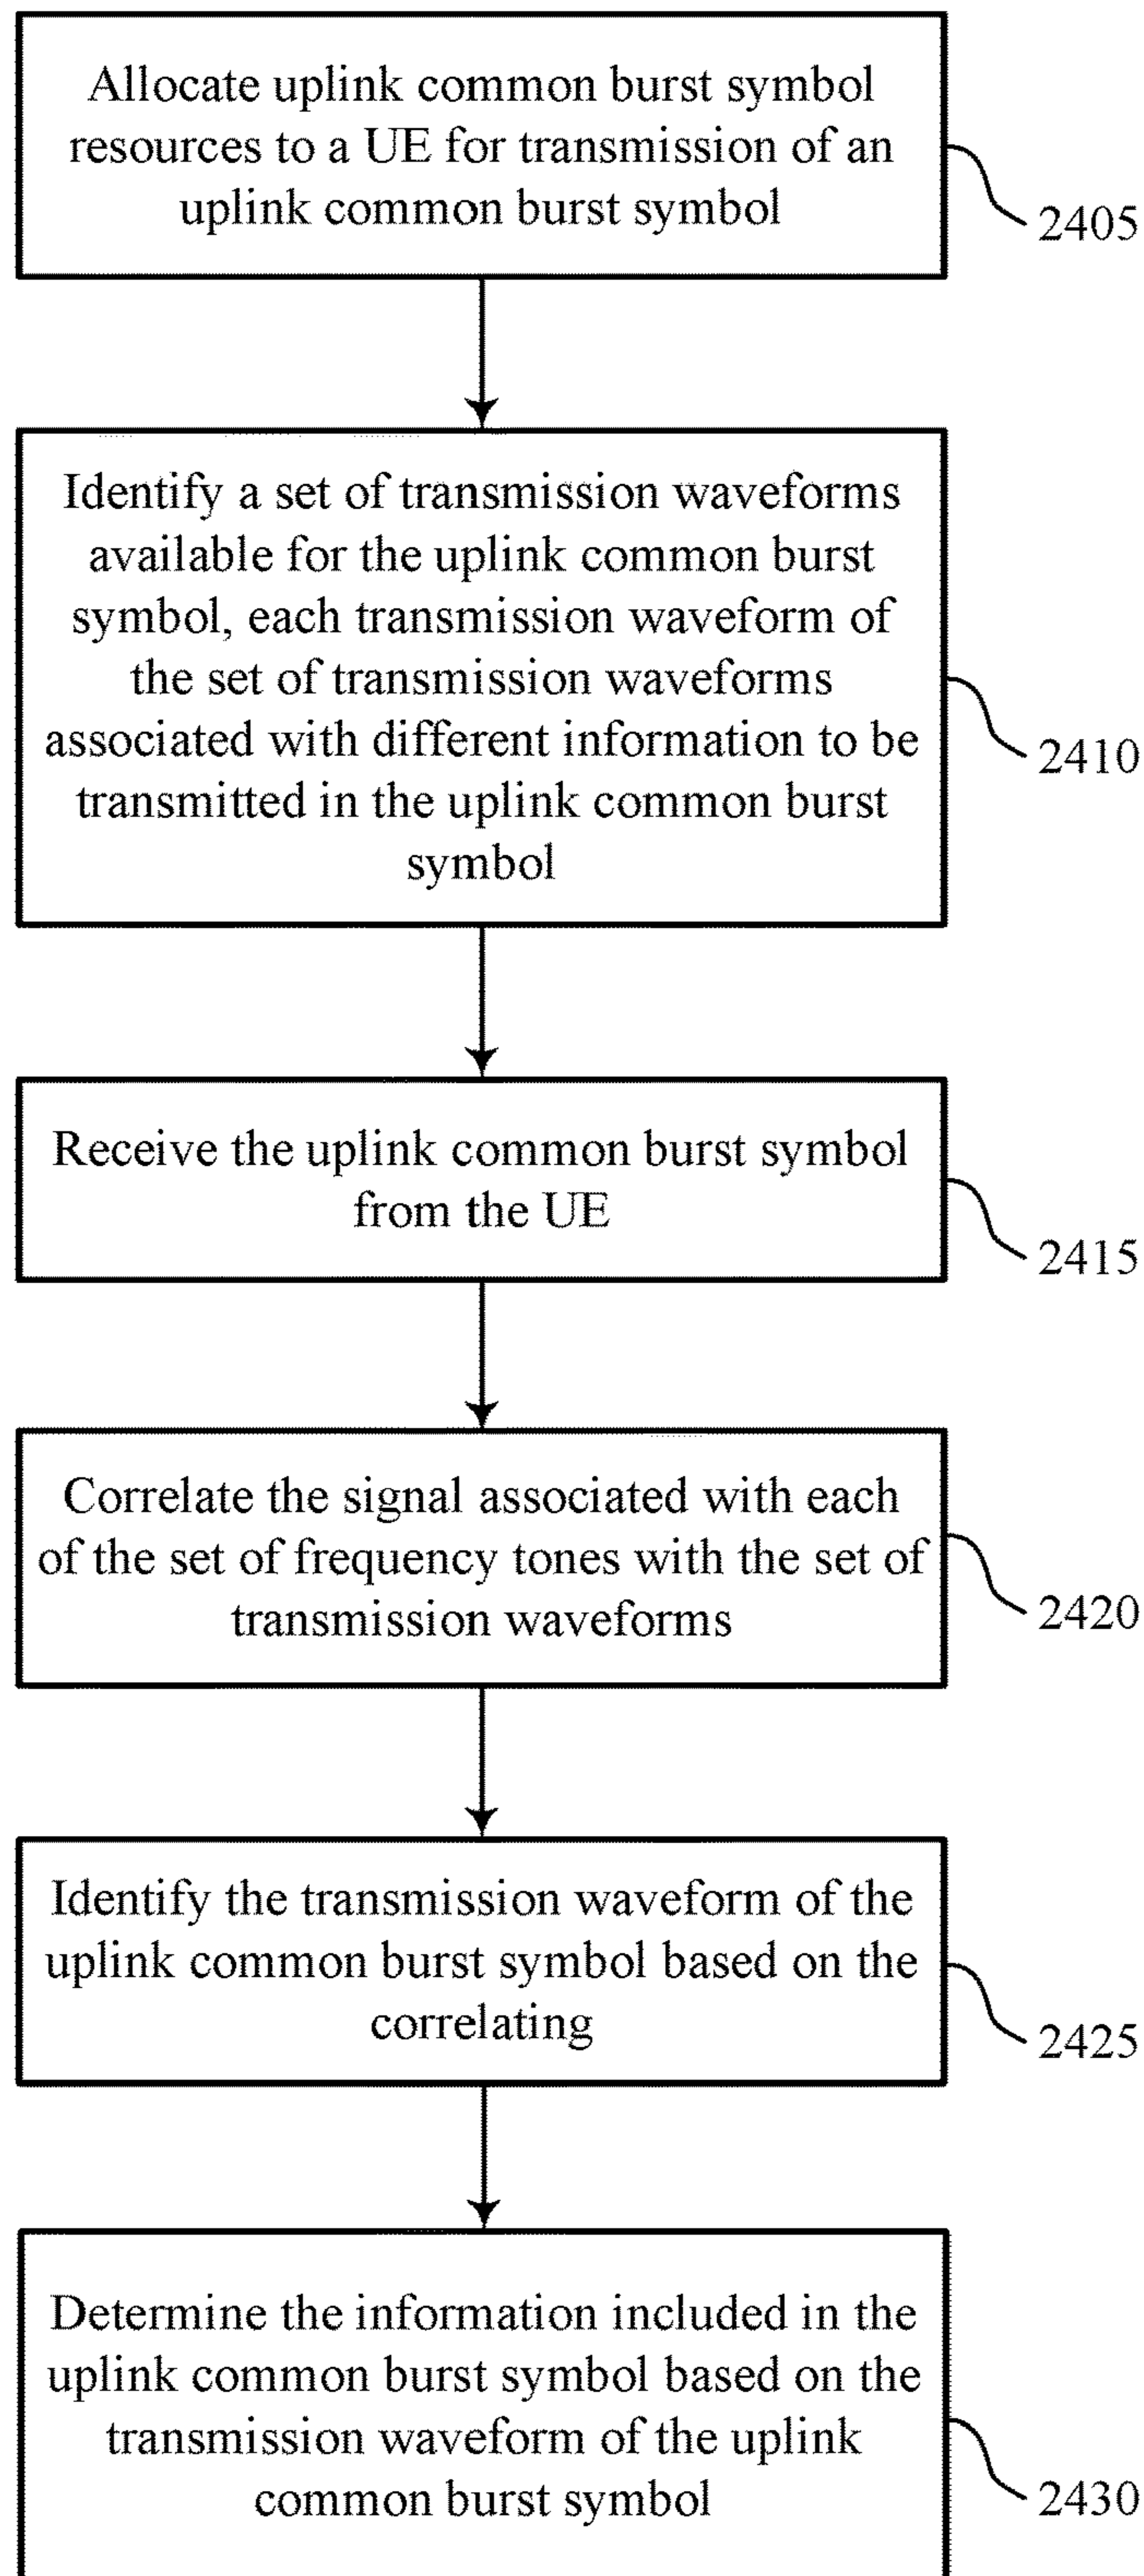 Allocate uplink common burst symbol
resources to a UE for transmission of an
uplink common burst symbol
2405
Identify a set of transmission waveforms
available for the uplink common burst
symbol, each transmission waveform of
the set of transmission waveforms
associated with different information to be
transmitted in the uplink common burst
symbol
2410
Receive the uplink common burst symbol
from the UE
2415
Correlate the signal associated with each
of the set of frequency tones with the set of
transmission waveforms
2420
Identify the transmission waveform of the
uplink common burst symbol based on the
correlating
2425
Determine the information included in the
uplink common burst symbol based on the
transmission waveform of the uplink
common burst symbol
2430